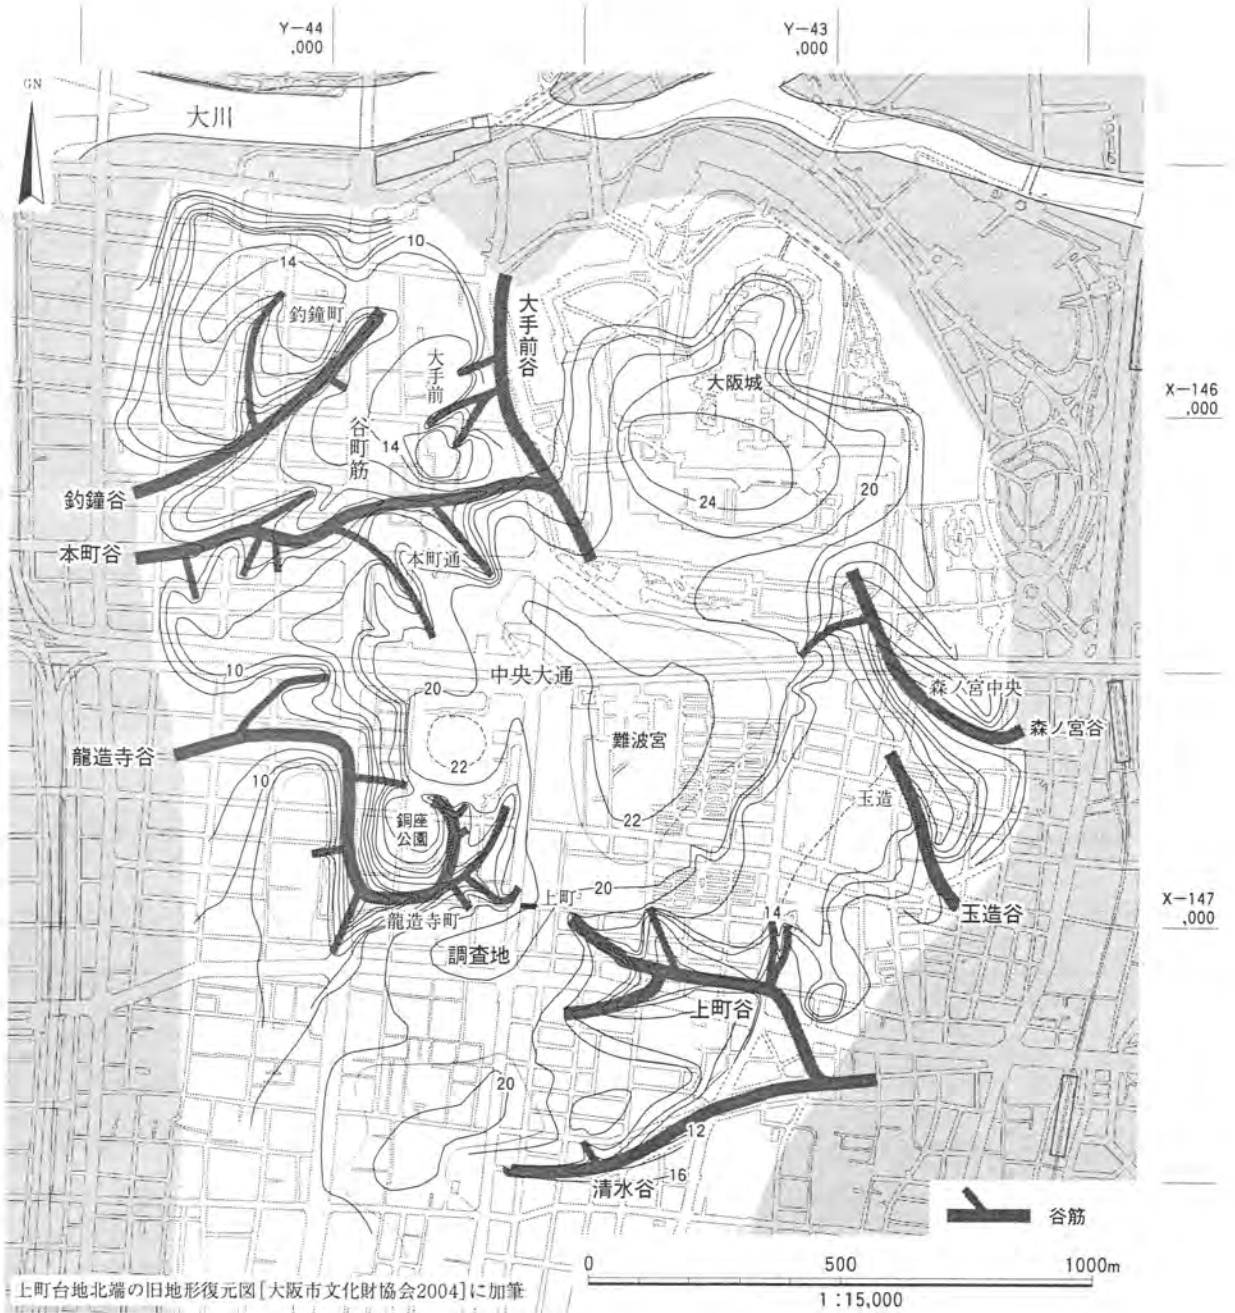 Y−44
,000
Y−43
,000
GN
大川
10
14
釣鐘町
大手前谷
大手前
大阪城
X−146
,000
谷町筋
14
20
24
釣鐘谷
本町谷
本町通
10
20
中央大通
森ノ宮中央
森ノ宮谷
龍造寺谷
難波宮
22
10
玉造
銅座
公園
22
20
上町
14
龍造寺町
玉造谷
X−147
,000
調査地
上町谷
20
12
清水谷
16
谷筋
0
500
1000m
上町台地北端の旧地形復元図[大阪市文化財協会2004]に加筆
1:15,000